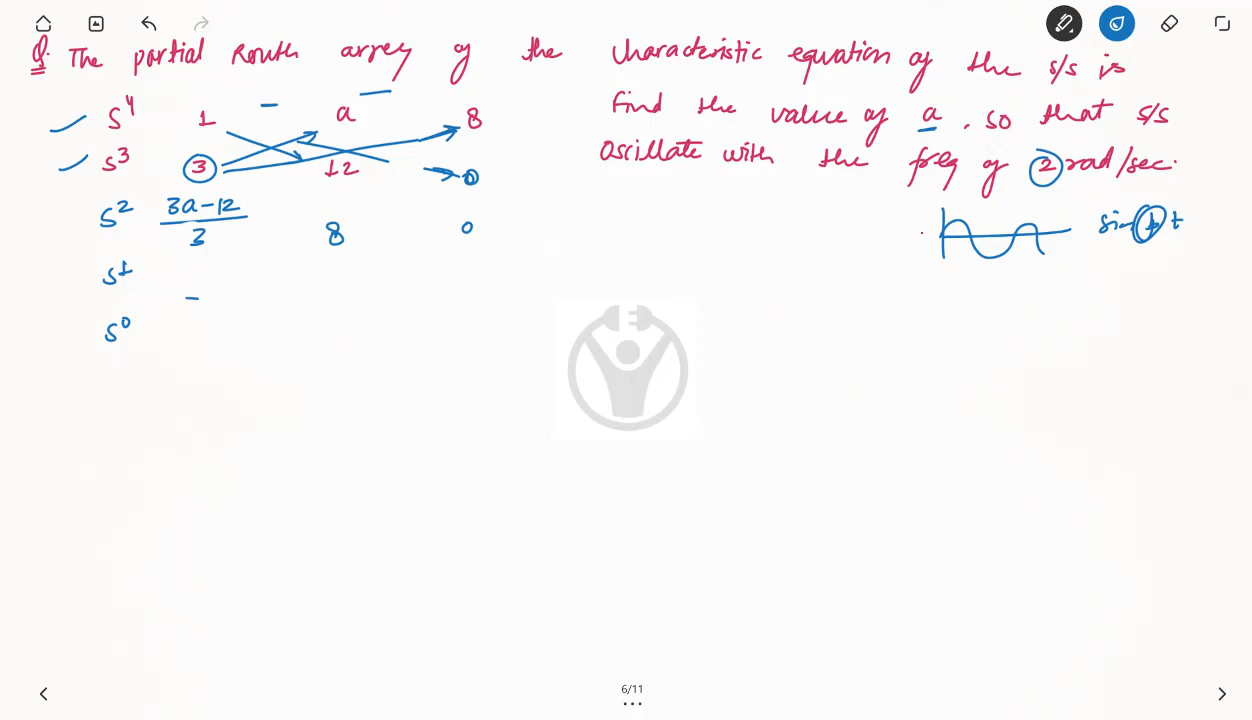 Q. The partial Routh array of the characteristic equation of the s/s is
Find the value of a . so that s/s
oscillate with the freq of 2 rad/sec.
s⁴ 1 a 8
s³ 3 12 0
s² 3a-12/3 8 0
s¹
s⁰
6/11